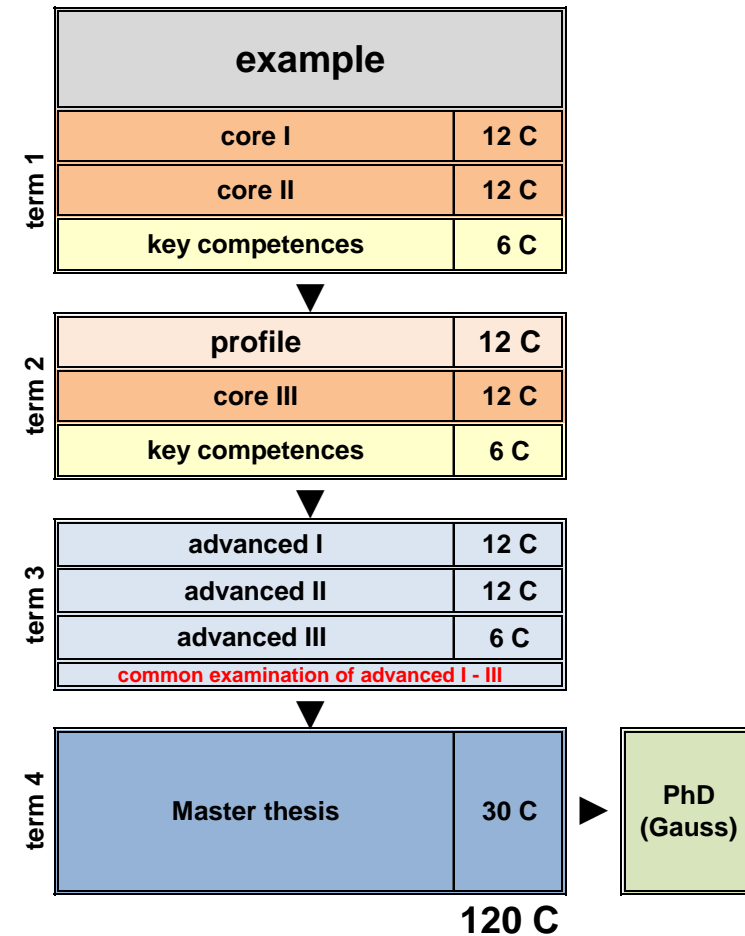 example
term 1
core I 12 C
core II 12 C
key competences 6 C
term 2
profile 12 C
core III 12 C
key competences 6 C
term 3
advanced I 12 C
advanced II 12 C
advanced III 6 C
common examination of advanced I - III
term 4
Master thesis 30 C
PhD
(Gauss)
120 C